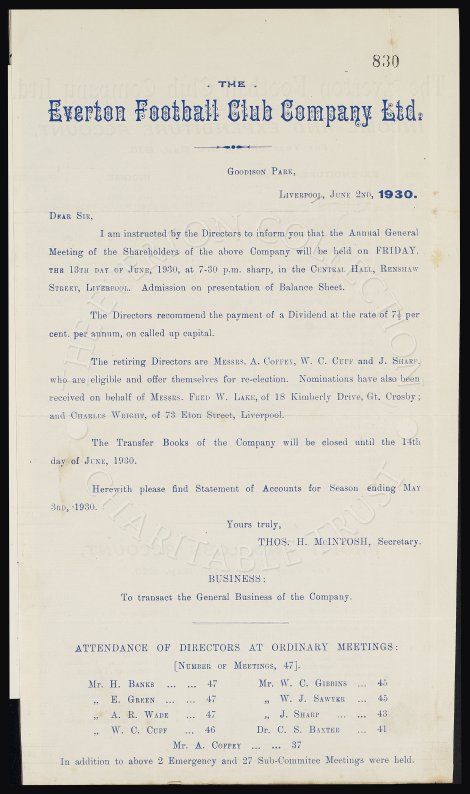 830
· THE ·
Everton Football Club Company Ltd.
GOODISON PARK,
LIVERPOOL, JUNE 2ND, 1930.
DEAR SIR,
I am instructed by the Directors to inform you that the Annual General
Meeting of the Shareholders of the above Company will be held on FRIDAY,
THE 13TH DAY OF JUNE, 1930, at 7-30 p.m. sharp, in the CENTRAL HALL, RENSHAW
STREET, LIVERPOOL. Admission on presentation of Balance Sheet.
The Directors recommend the payment of a Dividend at the rate of 7½ per
cent. per annum, on called up capital.
The retiring Directors are MESSRS. A. COFFEY, W. C. CUFF and J. SHARP,
who are eligible and offer themselves for re-election. Nominations have also been
received on behalf of MESSRS. FRED W. LAKE, of 18 Kimberly Drive, Gt. Crosby;
and CHARLES WRIGHT, of 73 Eton Street, Liverpool.
The Transfer Books of the Company will be closed until the 14th
day of JUNE, 1930.
Herewith please find Statement of Accounts for Season ending MAY
3RD, 1930.
Yours truly,
THOS. H. McINTOSH, Secretary.
BUSINESS:
To transact the General Business of the Company.
ATTENDANCE OF DIRECTORS AT ORDINARY MEETINGS:
[NUMBER OF MEETINGS, 47].
MR. H. BANKS ... ... 47 MR. W. C. GIBBINS ... 45
„ E. GREEN ... ... 47 „ W. J. SAWYER ... 45
„ A. R. WADE ... 47 „ J. SHARP ... ... 43
„ W. C. CUFF ... 46 DR. C. S. BAXTER ... 41
MR. A. COFFEY ... ... 37
In addition to above 2 Emergency and 27 Sub-Commitee Meetings were held.
THE EVERTON COLLECTION
CHARITABLE TRUST